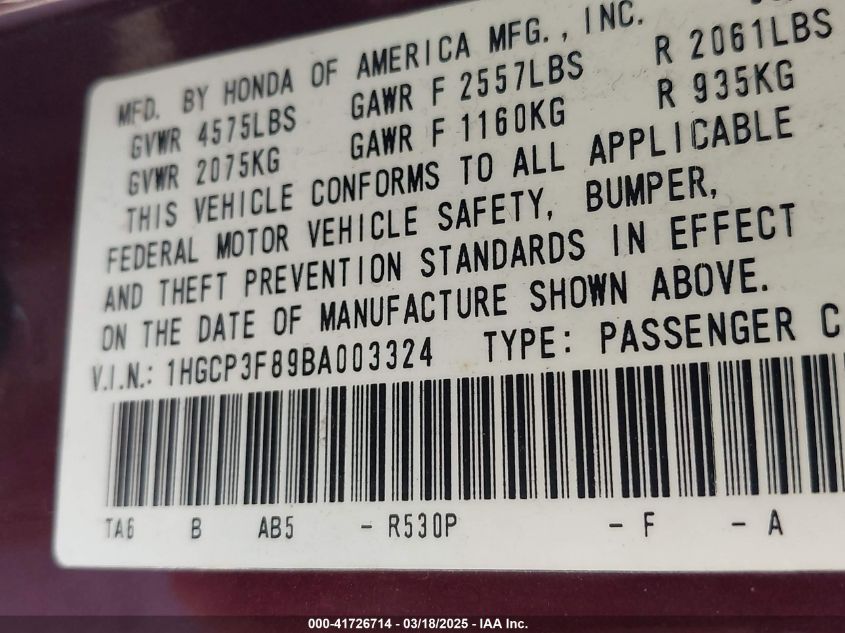 MFD. BY HONDA OF AMERICA MFG., INC.
GVWR 4575LBS GAWR F 2557LBS R 2061LBS
GVWR 2075KG GAWR F 1160KG R 935KG
THIS VEHICLE CONFORMS TO ALL APPLICABLE
FEDERAL MOTOR VEHICLE SAFETY, BUMPER,
AND THEFT PREVENTION STANDARDS IN EFFECT
ON THE DATE OF MANUFACTURE SHOWN ABOVE.
V.I.N.: 1HGCP3F89BA003324 TYPE: PASSENGER C
TA6 B AB5 - R530P - F - A
000-41726714 - 03/18/2025 - IAA Inc.